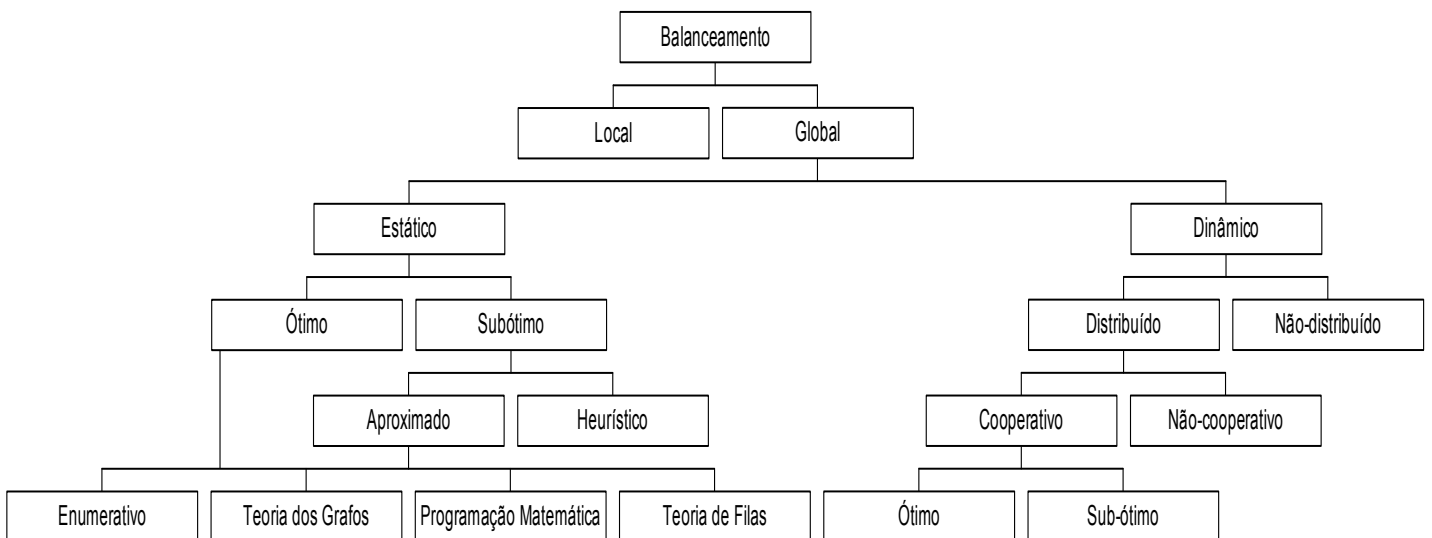 Balanceamento
Local
Global
Estático
Dinâmico
Ótimo
Subótimo
Distribuído
Não-distribuído
Aproximado
Heurístico
Cooperativo
Não-cooperativo
Enumerativo
Teoria dos Grafos
Programação Matemática
Teoria de Filas
Ótimo
Sub-ótimo